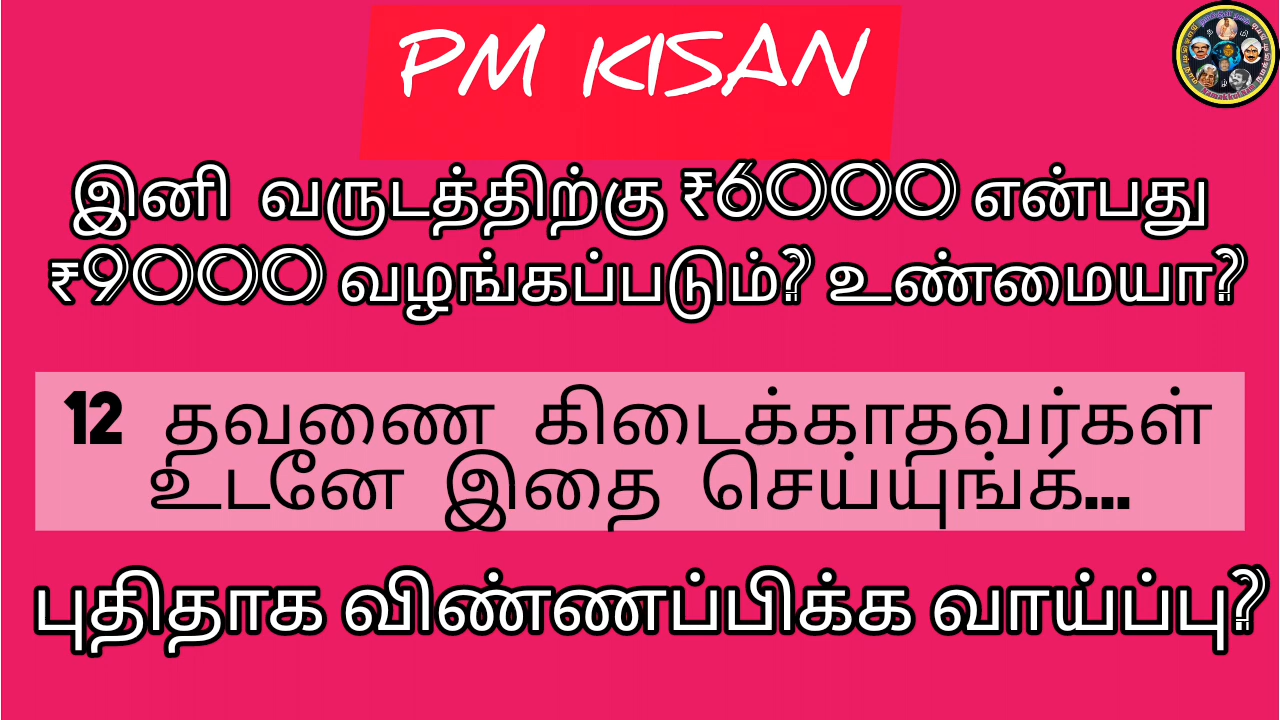 PM KISAN
இனி வருடத்திற்கு ₹6000 என்பது
₹9000 வழங்கப்படும்? உண்மையா?
12 தவணை கிடைக்காதவர்கள்
உடனே இதை செய்யுங்க...
புதிதாக விண்ணப்பிக்க வாய்ப்பு?